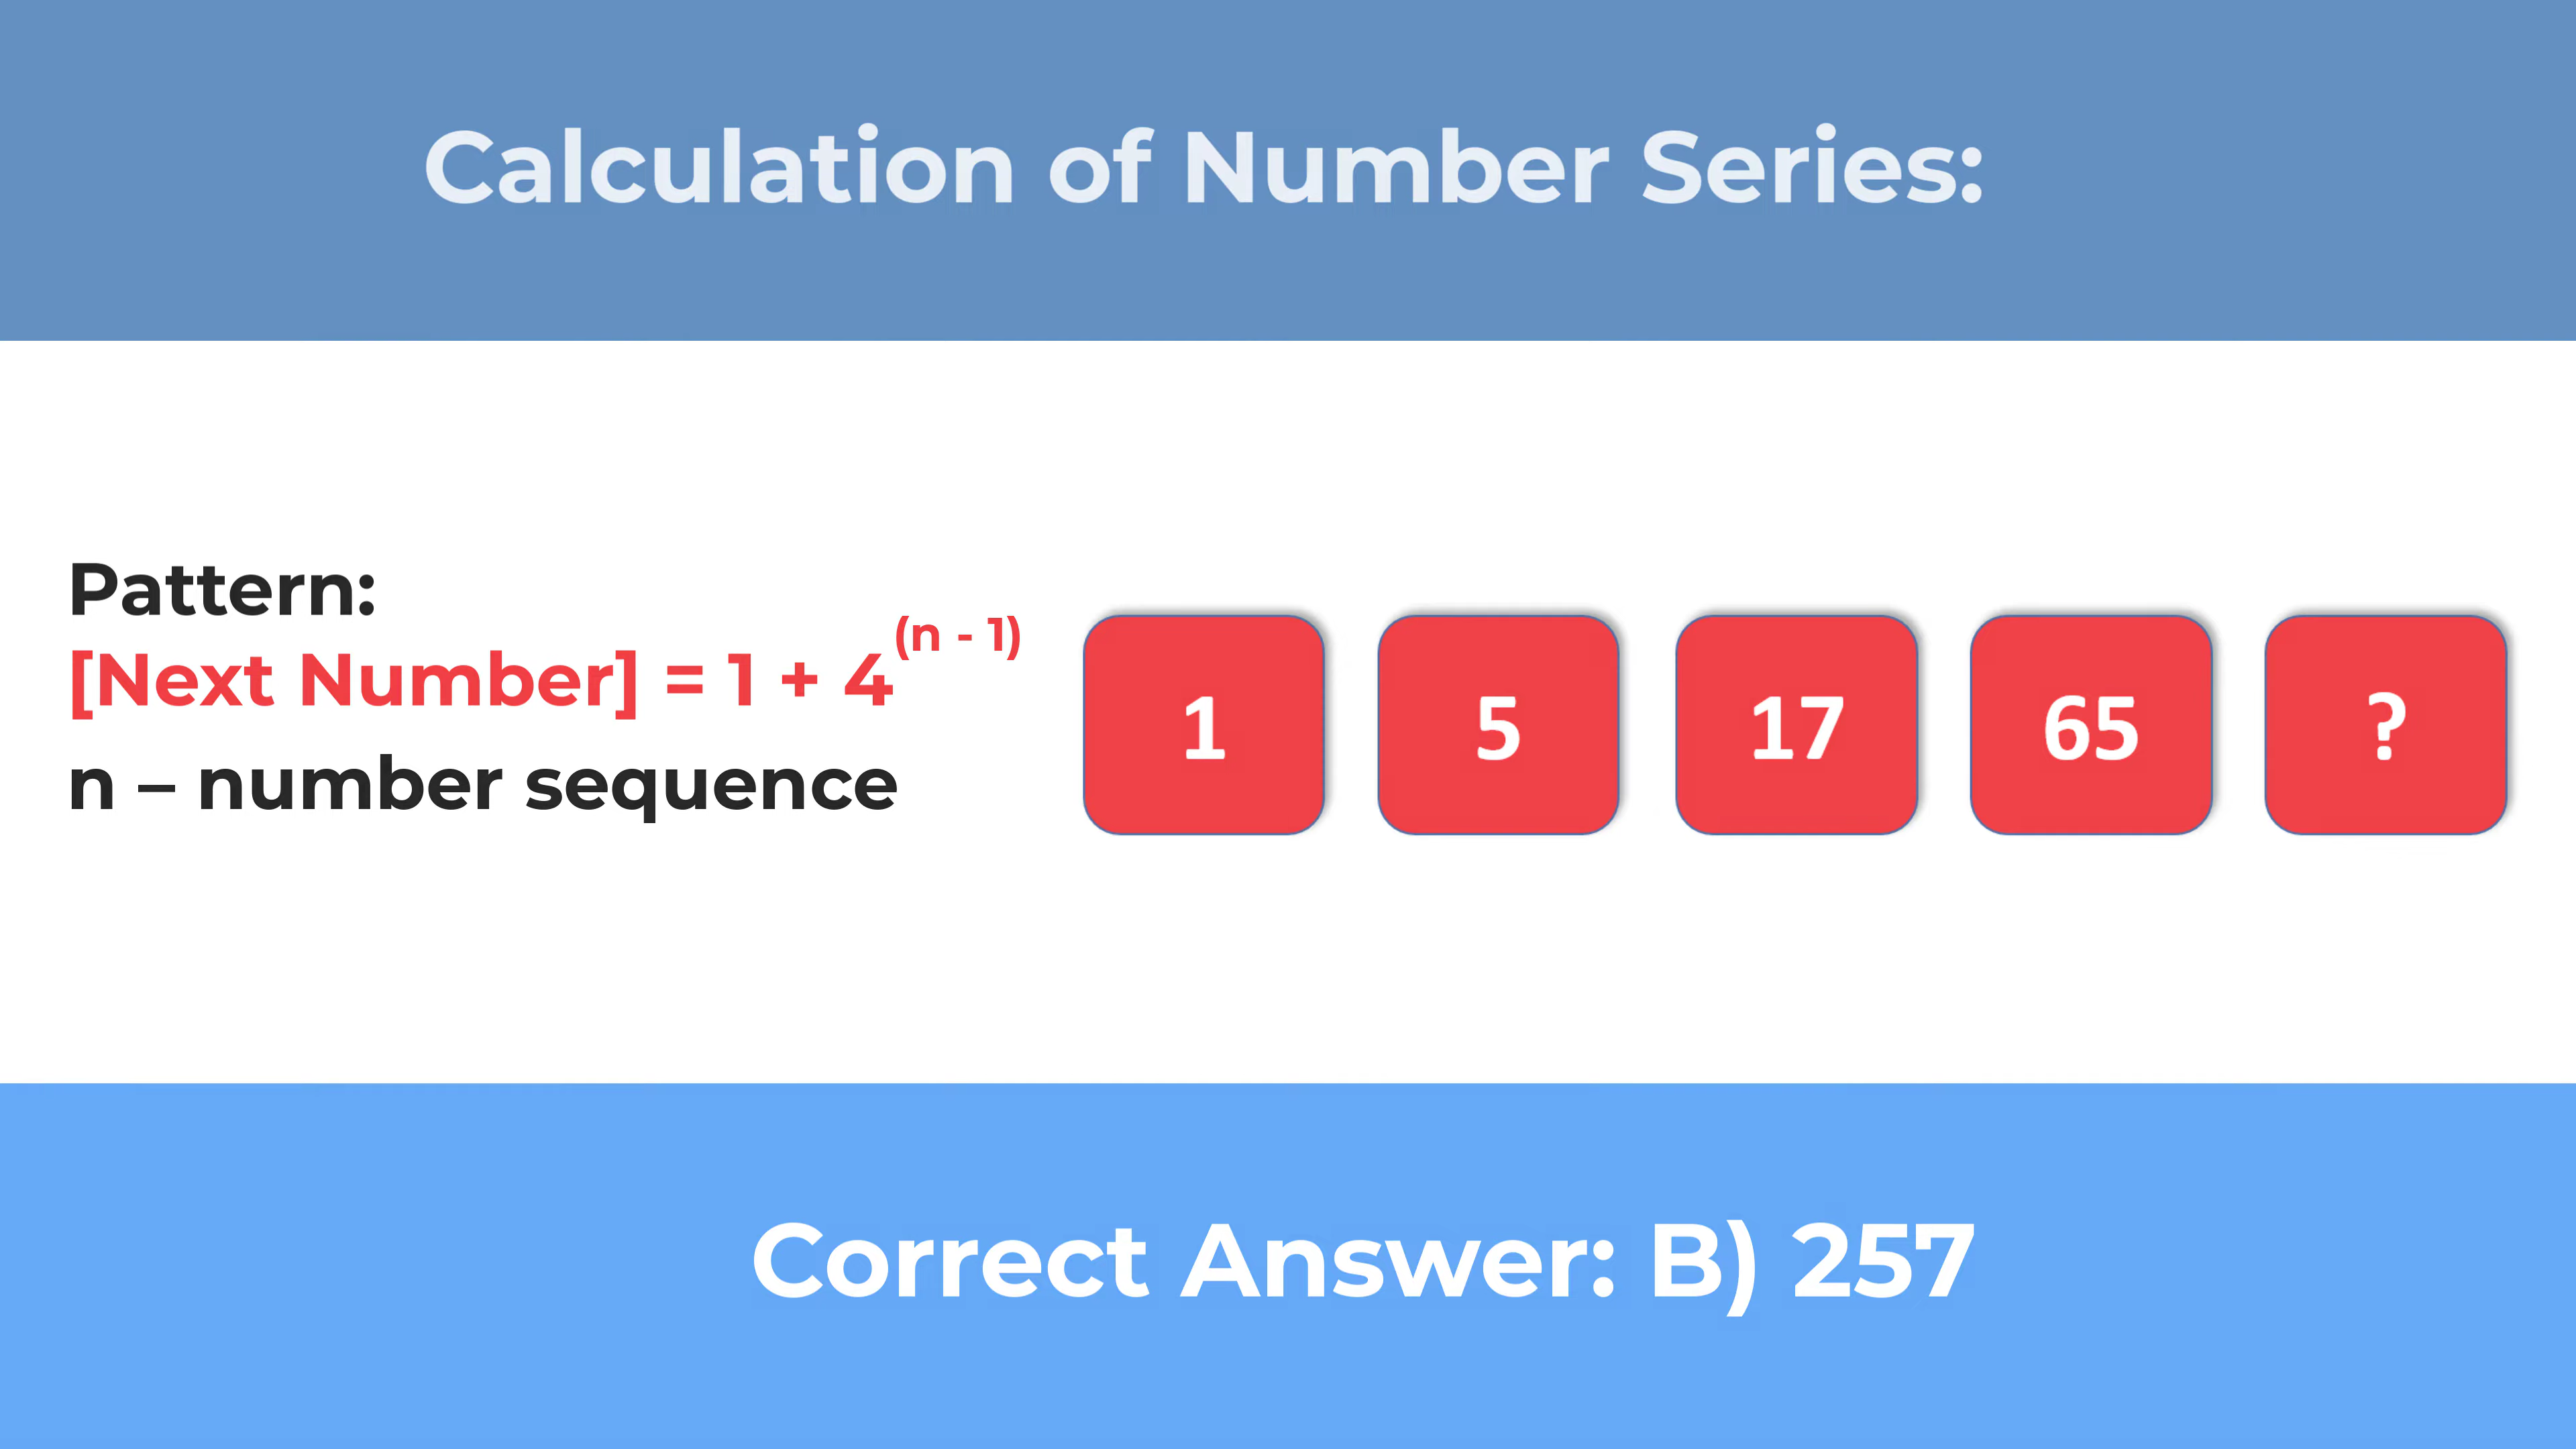 Calculation of Number Series:
Pattern:
[Next Number] = 1 + 4^(n - 1)
n – number sequence
1 5 17 65 ?
Correct Answer: B) 257